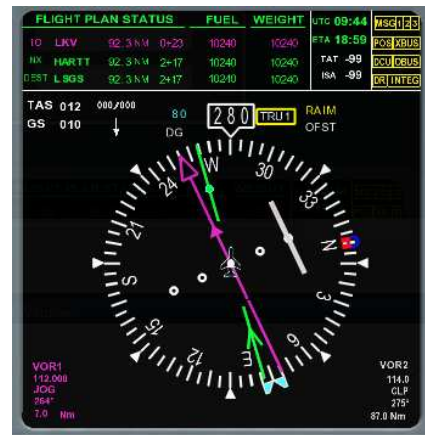 FLIGHT PLAN STATUS FUEL WEIGHT UTC 09:44 MSG 1 2 3
TO LKV 92.3 NM 0+23 10240 10240 ETA 18:59 POS XBUS
NX HARTT 92.3 NM 2+17 10240 10240 TAT -99 DCU OBUS
DEST LSGS 92.3 NM 2+17 10240 10240 ISA -99 DR INTEG
TAS 012 000/000 80 280 TRU1 RAIM
GS 010 DG OFST
24 W 30 33
21 N
S 3
15 12 E 6
VOR1 VOR2
112.000 114.0
JOG CLP
264° 275°
7.0 Nm 87.0 Nm